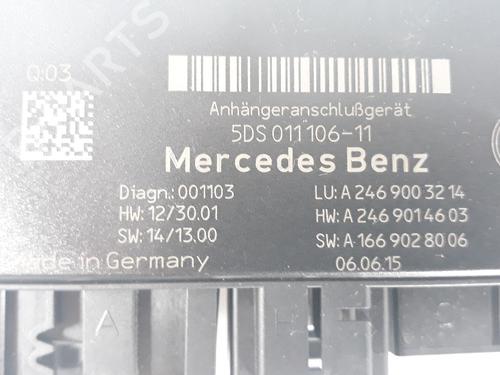 Q.03
Anhängeranschlußgerät
5DS 011 106-11
Mercedes Benz
Diagn.: 001103 LU: A 246 900 32 14
HW: 12/30.01 HW: A 246 901 46 03
SW: 14/13.00 SW: A 166 902 80 06
Made in Germany 06.06.15
A B C
PARTS